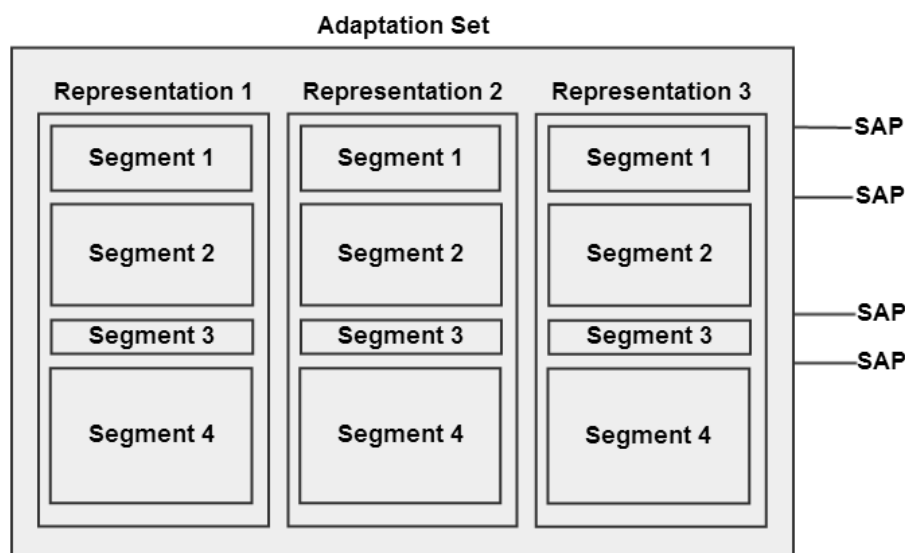 Adaptation Set
Representation 1 Representation 2 Representation 3
SAP
Segment 1 Segment 1 Segment 1
SAP
Segment 2 Segment 2 Segment 2
SAP
Segment 3 Segment 3 Segment 3
SAP
Segment 4 Segment 4 Segment 4